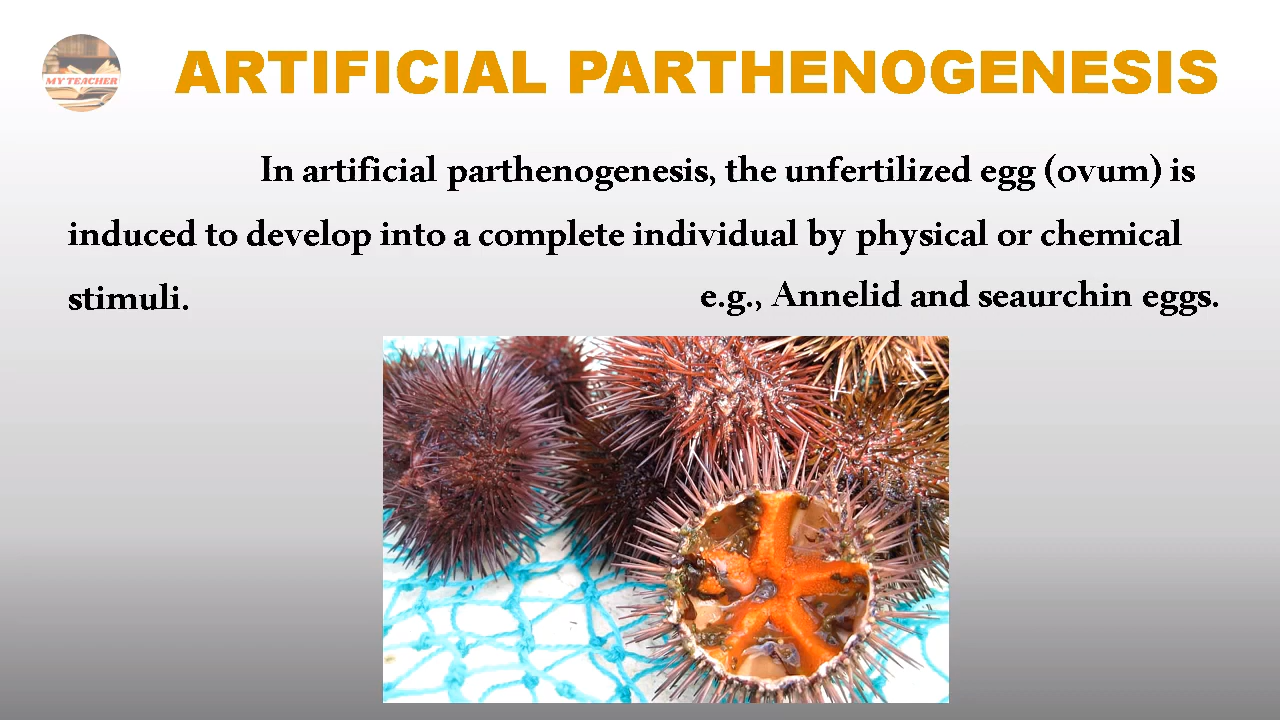 MY TEACHER
ARTIFICIAL PARTHENOGENESIS
In artificial parthenogenesis, the unfertilized egg (ovum) is
induced to develop into a complete individual by physical or chemical
stimuli. e.g., Annelid and seaurchin eggs.